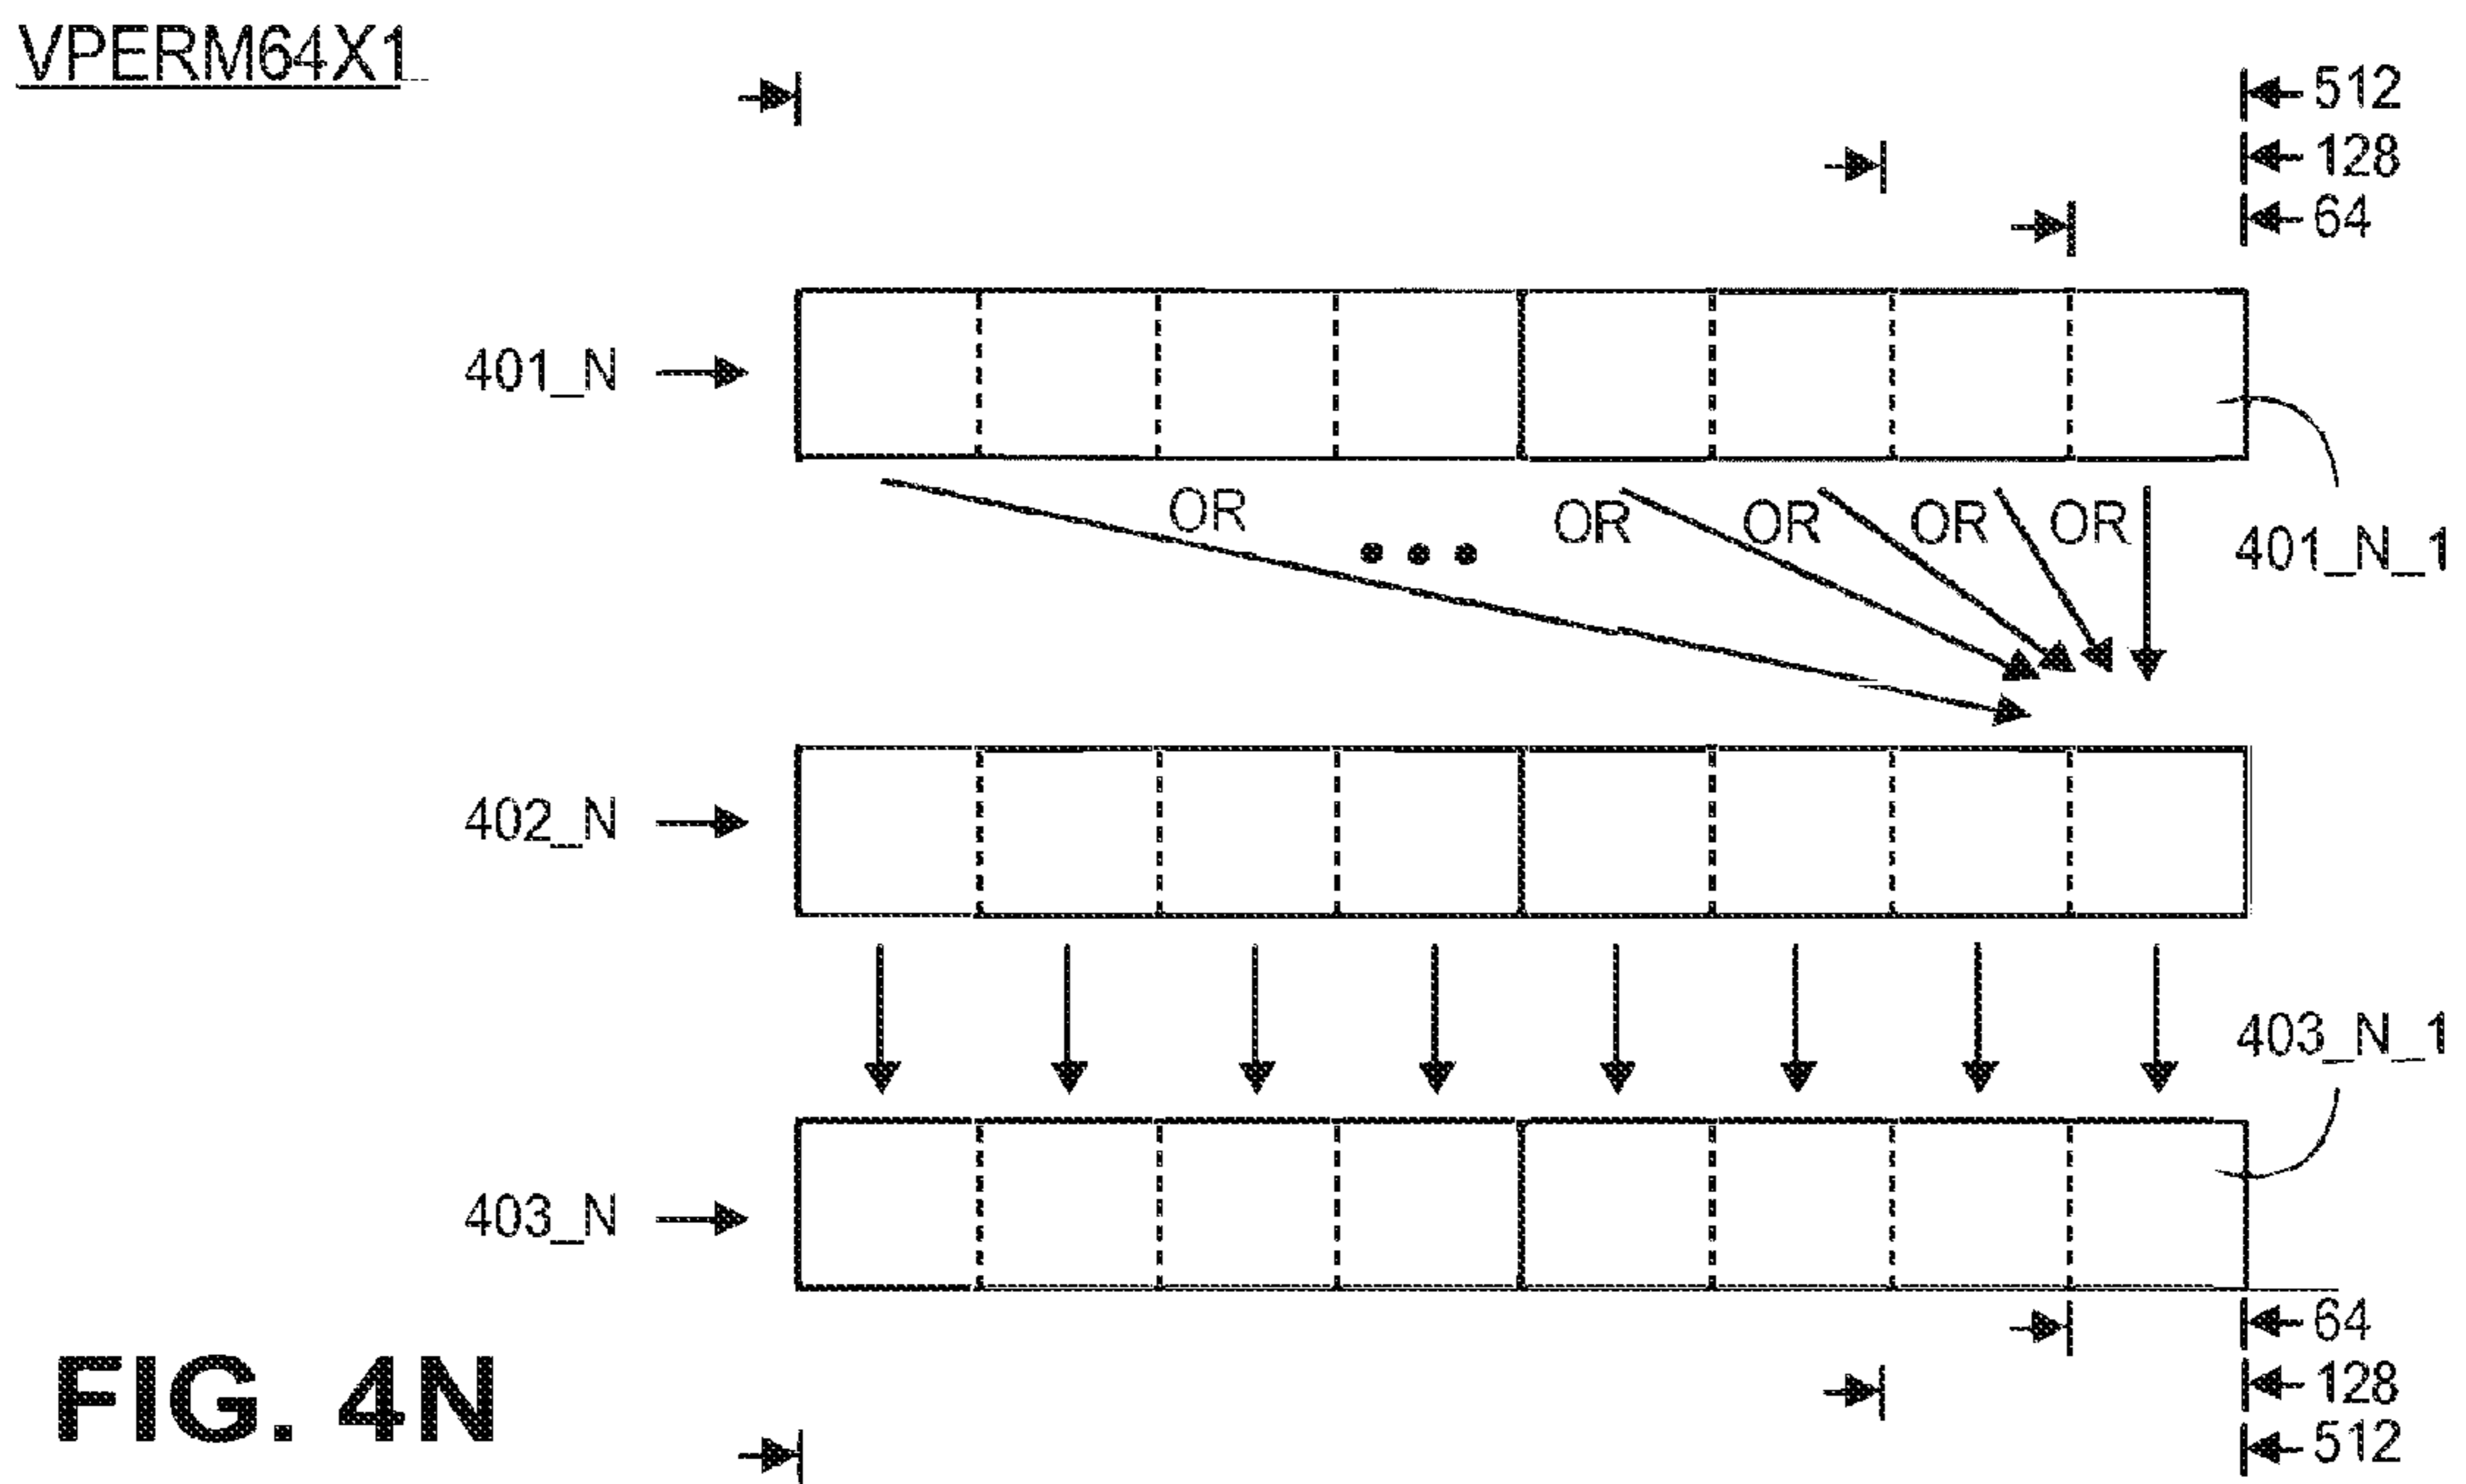 VPERM64X1
512
128
64
401_N
OR OR OR OR OR
401_N_1
402_N
403_N_1
403_N
64
128
512
FIG. 4N